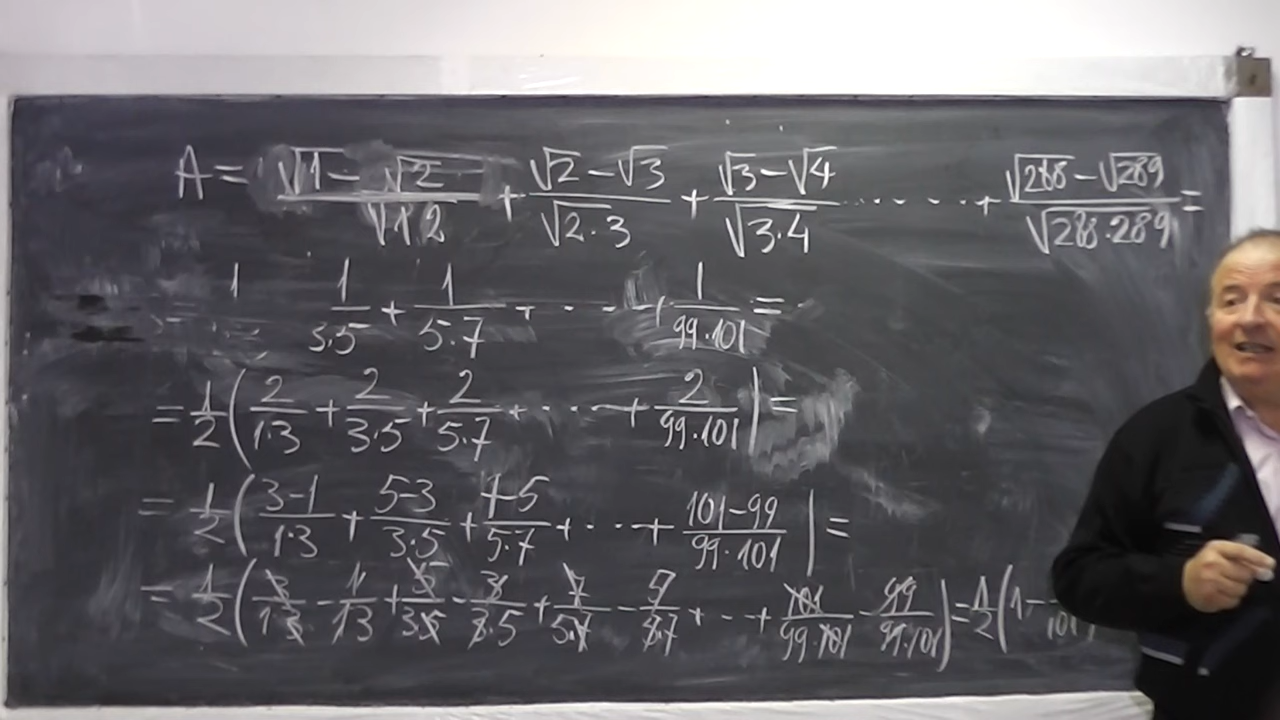 A = (√1 - √2)/√(1·2) + (√2 - √3)/√(2·3) + (√3 - √4)/√(3·4) ....... + (√288 - √289)/√(288·289) =
1 1/(3·5) + 1/(5·7) + ... + 1/(99·101) =
= 1/2 (2/(1·3) + 2/(3·5) + 2/(5·7) + ... + 2/(99·101)) =
= 1/2 ((3-1)/(1·3) + (5-3)/(3·5) + (7-5)/(5·7) + ... + (101-99)/(99·101)) =
= 1/2 (3/(1·3) - 1/(1·3) + 5/(3·5) - 3/(3·5) + 7/(5·7) - 5/(5·7) + ... + 101/(99·101) - 99/(99·101)) = 1/2 (1 - 1/101)